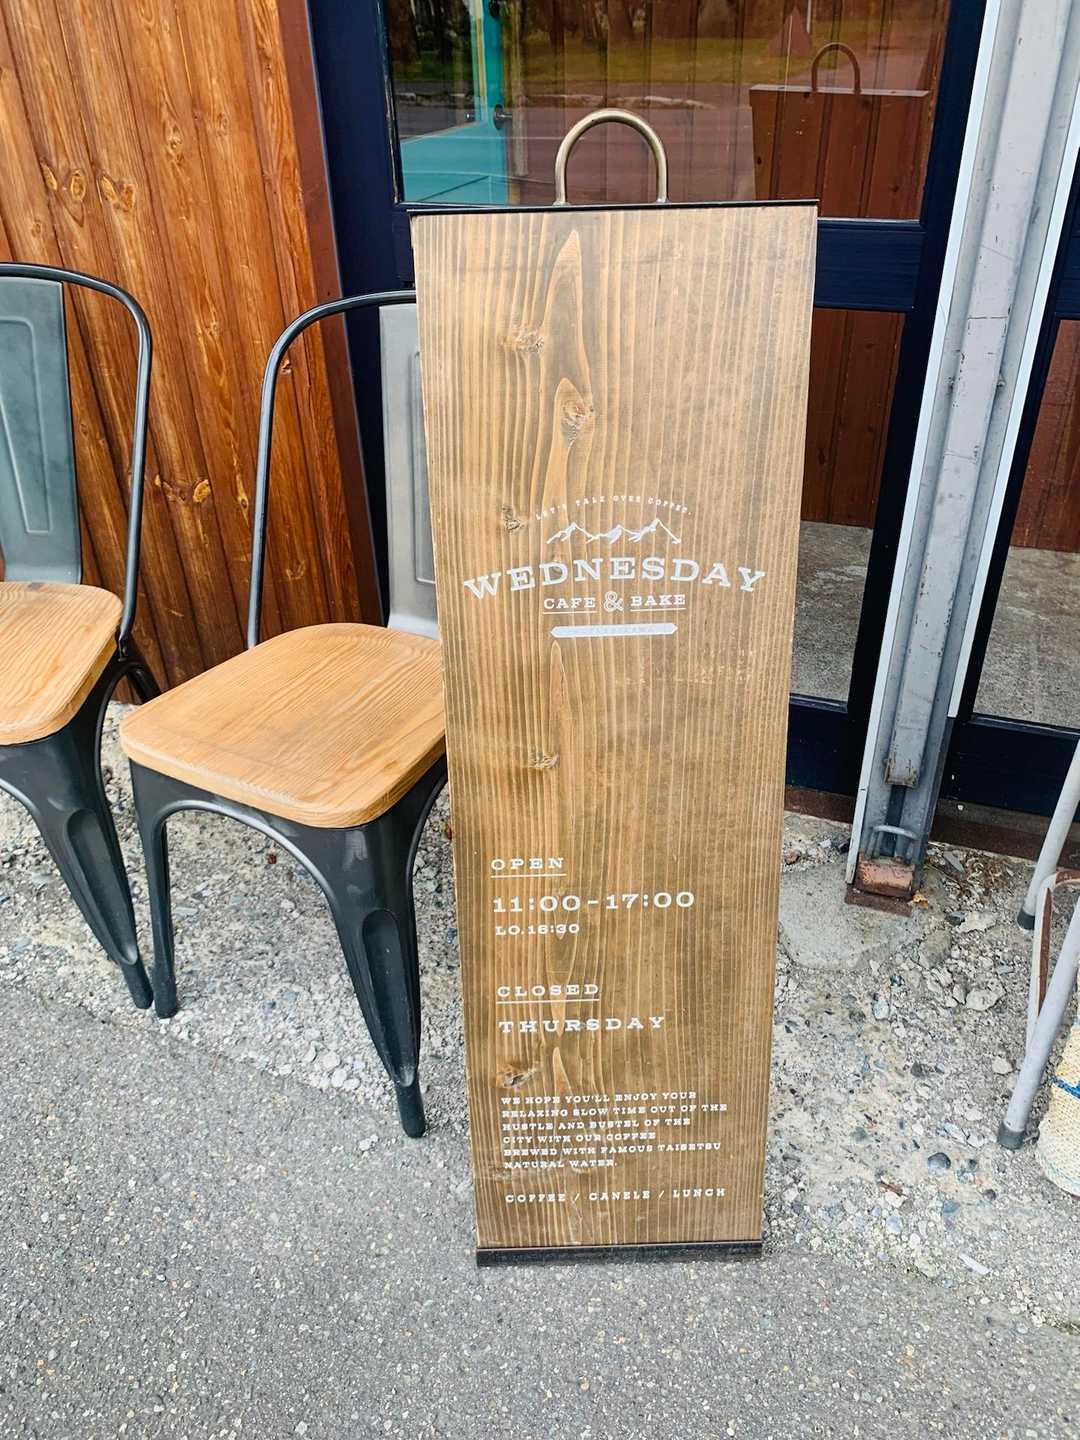 LET'S TALK OVER COFFEE.
WEDNESDAY
CAFE & BAKE
OPEN
11:00-17:00
LO.16:30
CLOSED
THURSDAY
WE HOPE YOU'LL ENJOY YOUR
RELAXING SLOW TIME OUT OF THE
HUSTLE AND BUSTEL OF THE
CITY WITH OUR COFFEE
BREWED WITH FAMOUS TAISETSU
NATURAL WATER.
COFFEE / CANELE / LUNCH